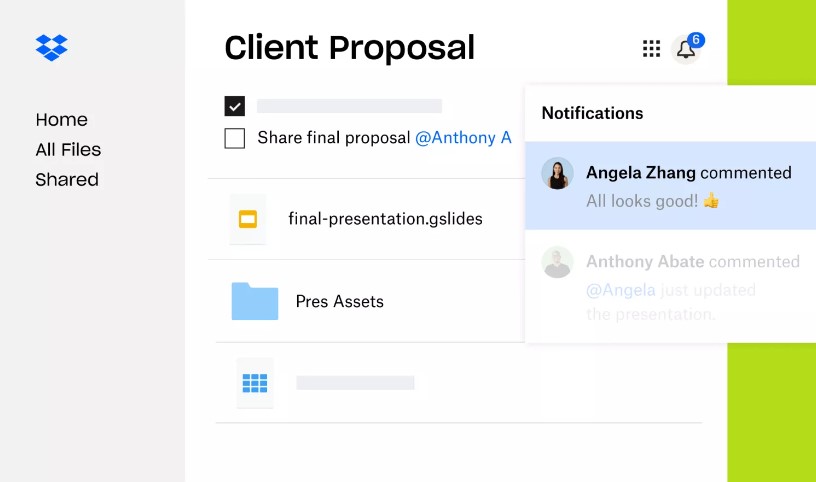 Client Proposal
6
Home
All Files
Shared
Share final proposal @Anthony A
final-presentation.gslides
Pres Assets
Notifications
Angela Zhang commented
All looks good! 👍
Anthony Abate commented
@Angela just updated
the presentation.